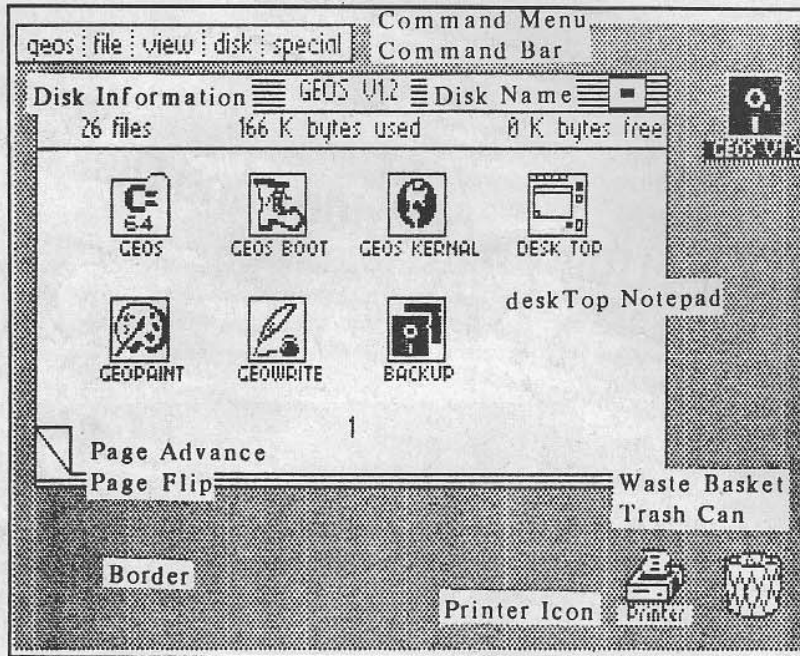 Command Menu
geos file view disk special
Command Bar
Disk Information GEOS V1.2 Disk Name
26 files 166 K bytes used 0 K bytes free
GEOS V1.2
C= 64
GEOS GEOS BOOT GEOS KERNAL DESK TOP
deskTop Notepad
GEOPAINT GEOWRITE BACKUP
1
Page Advance
Page Flip
Waste Basket
Trash Can
Border
Printer Icon Printer